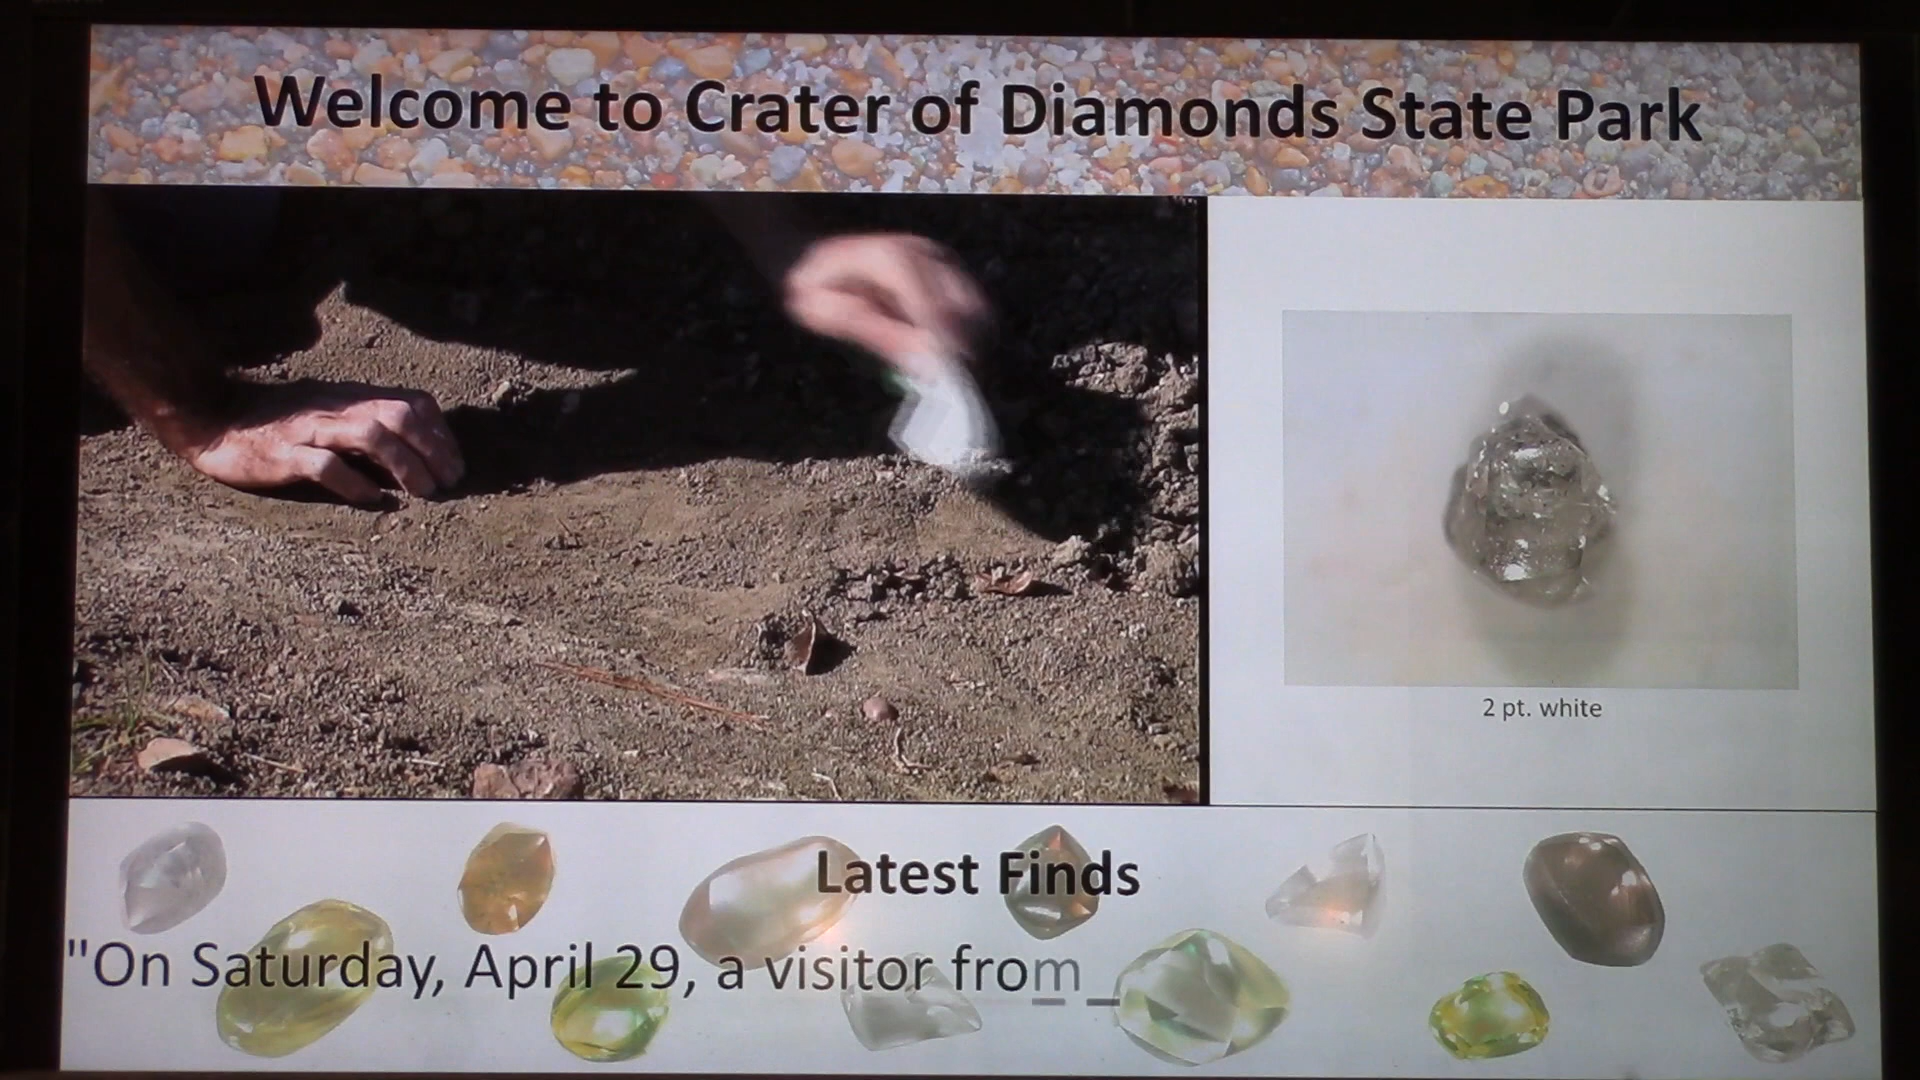 Welcome to Crater of Diamonds State Park
2 pt. white
Latest Finds
"On Saturday, April 29, a visitor from _